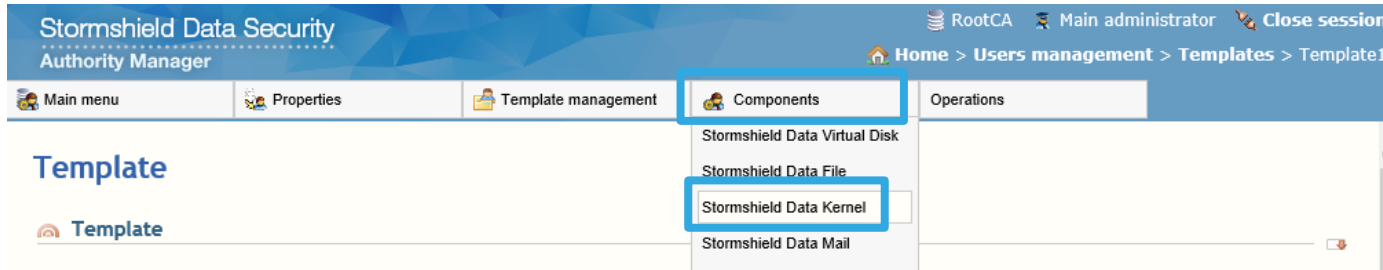 Stormshield Data Security
Authority Manager
RootCA Main administrator Close session
Home > Users management > Templates > Template1
Main menu Properties Template management Components Operations
Stormshield Data Virtual Disk
Template
Stormshield Data File
Stormshield Data Kernel
Template
Stormshield Data Mail